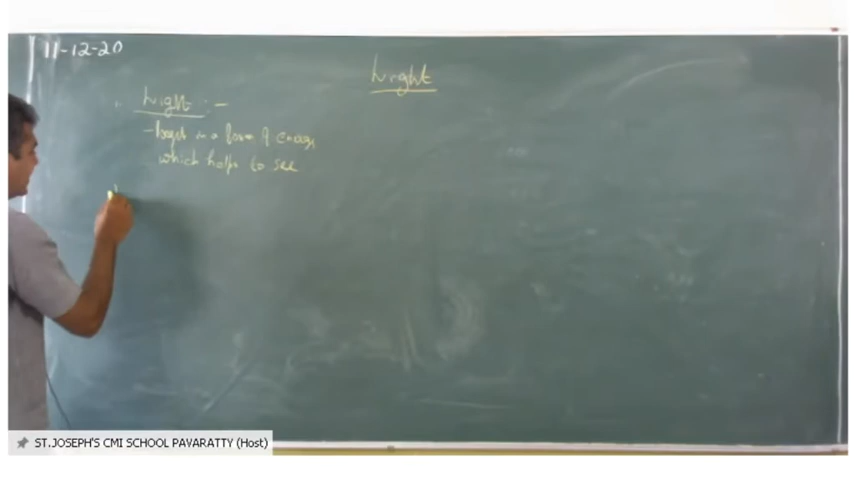 11-12-20
Light
Light :-
- Light is a form of energy
which helps to see
ST.JOSEPH'S CMI SCHOOL PAVARATTY (Host)